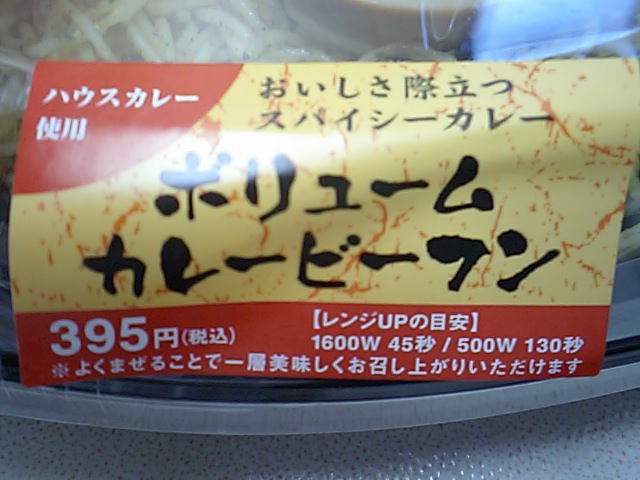 ハウスカレー
使用
おいしさ際立つ
スパイシーカレー
ボリューム
カレービーフン
395円(税込)
【レンジUPの目安】
1600W 45秒 / 500W 130秒
※よくまぜることで一層美味しくお召し上がりいただけます